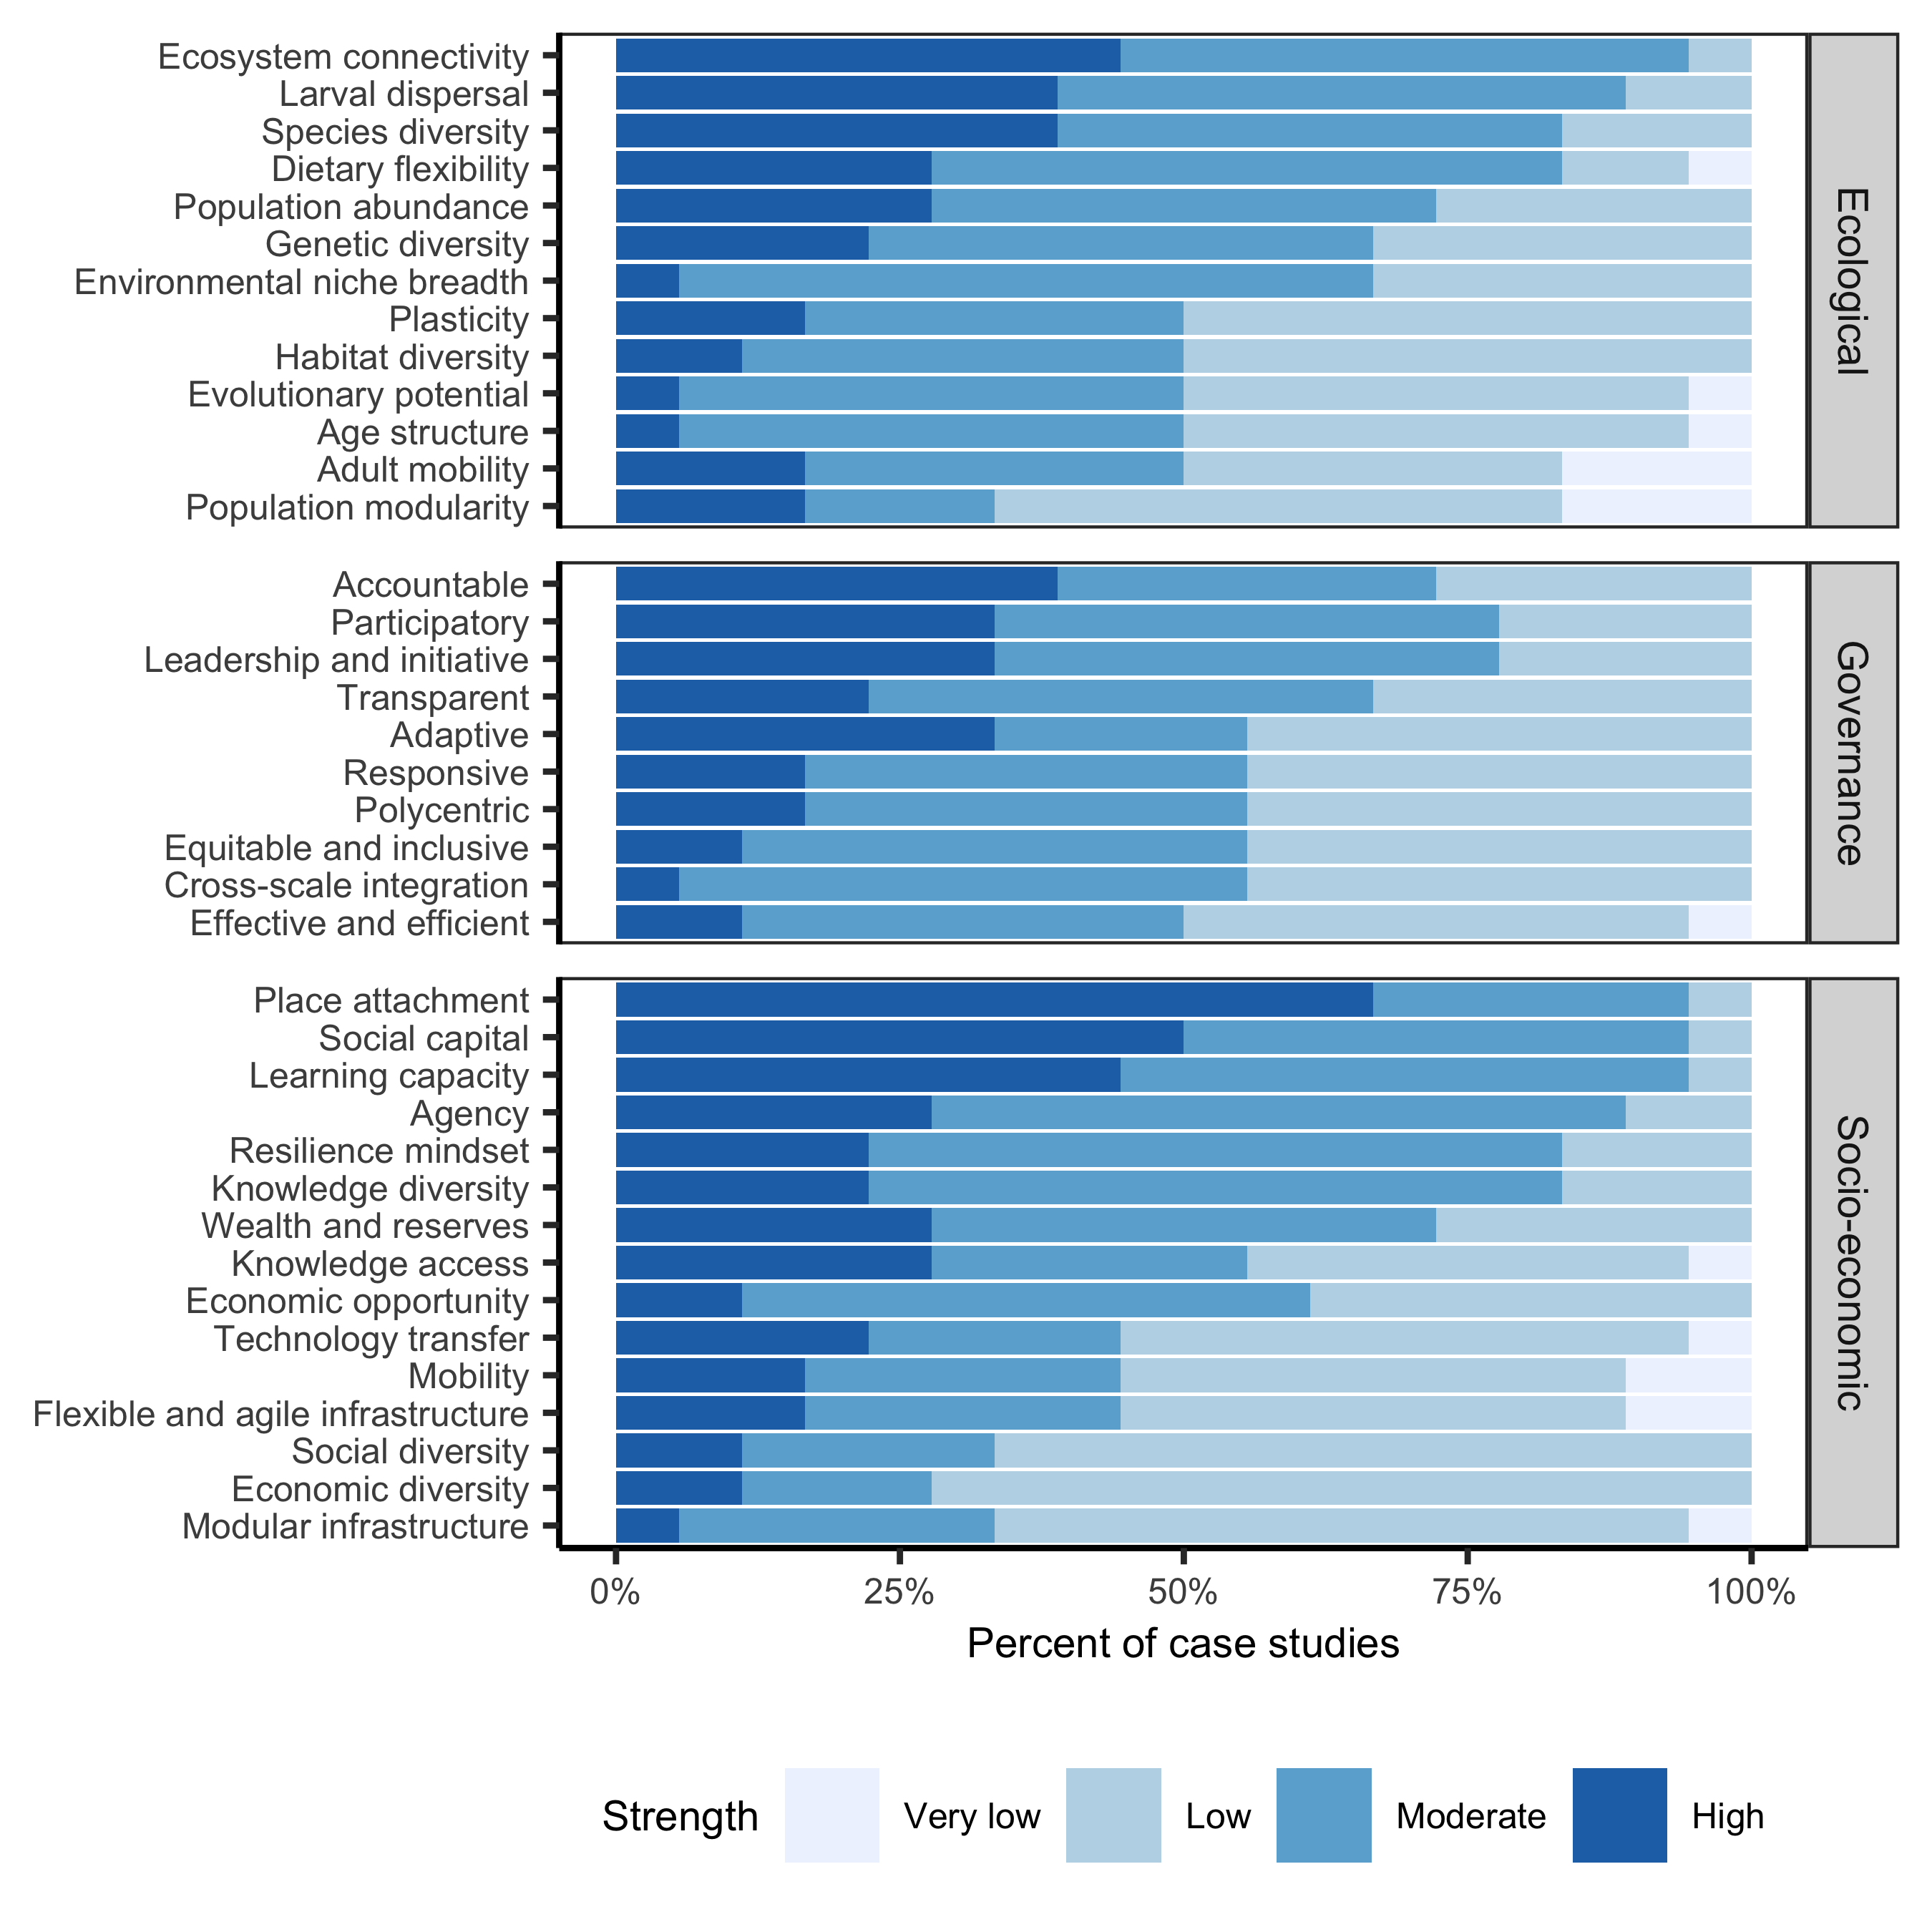 Ecosystem connectivity
Larval dispersal
Species diversity
Dietary flexibility
Population abundance
Genetic diversity
Environmental niche breadth
Plasticity
Habitat diversity
Evolutionary potential
Age structure
Adult mobility
Population modularity
Ecological
Accountable
Participatory
Leadership and initiative
Transparent
Adaptive
Responsive
Polycentric
Equitable and inclusive
Cross-scale integration
Effective and efficient
Governance
Place attachment
Social capital
Learning capacity
Agency
Resilience mindset
Knowledge diversity
Wealth and reserves
Knowledge access
Economic opportunity
Technology transfer
Mobility
Flexible and agile infrastructure
Social diversity
Economic diversity
Modular infrastructure
Socio-economic
0% 25% 50% 75% 100%
Percent of case studies
Strength Very low Low Moderate High